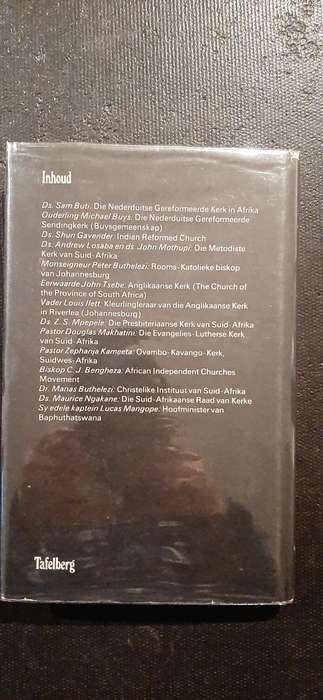 Inhoud
Ds. Sam Buti: Die Nederduitse Gereformeerde Kerk in Afrika
Ouderling Michael Buys: Die Nederduitse Gereformeerde
Sendingkerk (Buysgemeenskap)
Ds. Shun Gavender: Indian Reformed Church
Ds. Andrew Losaba en ds. John Mothupi: Die Metodiste
Kerk van Suid-Afrika
Monseigneur Peter Buthelezi: Rooms-Katolieke biskop
van Johannesburg
Eerwaarde John Tsebe: Anglikaanse Kerk (The Church of
the Province of South Africa)
Vader Louis Ilett: Kleurlingleraar van die Anglikaanse Kerk
in Riverlea (Johannesburg)
Ds. Z. S. Mpepele: Die Presbiteriaanse Kerk van Suid-Afrika
Pastor Douglas Makhatini: Die Evangelies-Lutherse Kerk
van Suid-Afrika
Pastor Zephanja Kameeta: Ovambo-Kavango-Kerk,
Suidwes-Afrika
Biskop C. J. Bengheza: African Independent Churches
Movement
Dr. Manas Buthelezi: Christelike Instituut van Suid-Afrika
Ds. Maurice Ngakane: Die Suid-Afrikaanse Raad van Kerke
Sy edele kaptein Lucas Mangope: Hoofminister van
Baphuthatswana
Tafelberg